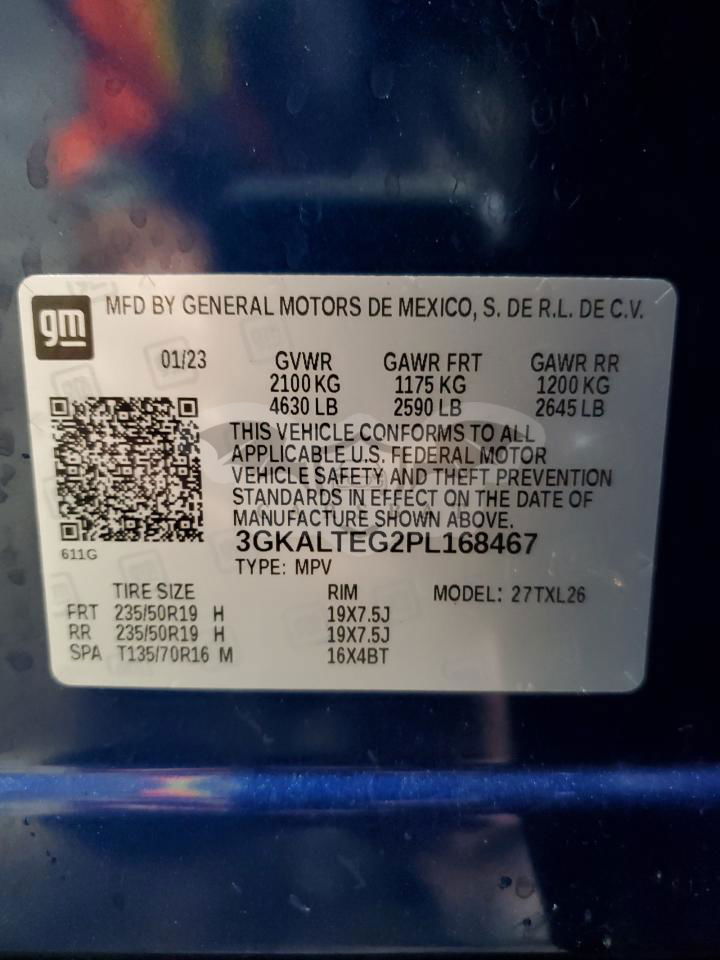 gm
MFD BY GENERAL MOTORS DE MEXICO, S. DE R.L. DE C.V.
01/23 GVWR GAWR FRT GAWR RR
2100 KG 1175 KG 1200 KG
4630 LB 2590 LB 2645 LB
THIS VEHICLE CONFORMS TO ALL
APPLICABLE U.S. FEDERAL MOTOR
VEHICLE SAFETY AND THEFT PREVENTION
STANDARDS IN EFFECT ON THE DATE OF
MANUFACTURE SHOWN ABOVE.
611G
3GKALTEG2PL168467
TYPE: MPV
TIRE SIZE RIM MODEL: 27TXL26
FRT 235/50R19 H 19X7.5J
RR 235/50R19 H 19X7.5J
SPA T135/70R16 M 16X4BT